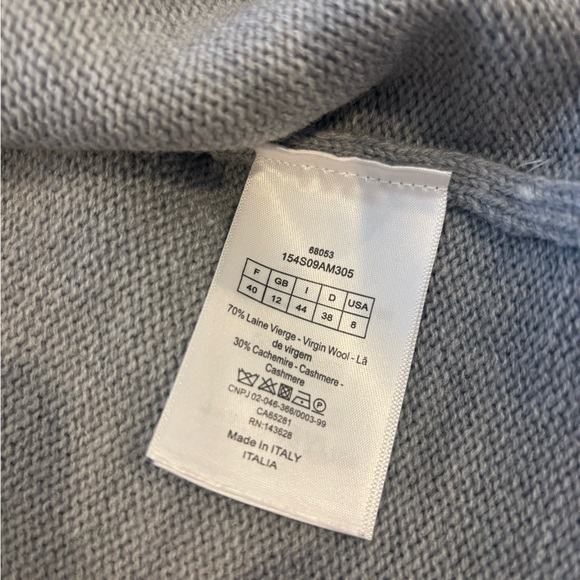 68053
154S09AM305
F GB I D USA
40 12 44 38 8
70% Laine Vierge - Virgin Wool - Lã
de virgem
30% Cachemire - Cashmere -
Cashmere
P
CNPJ 02-046-366/0003-99
CA65281
RN:143628
Made in ITALY
ITALIA